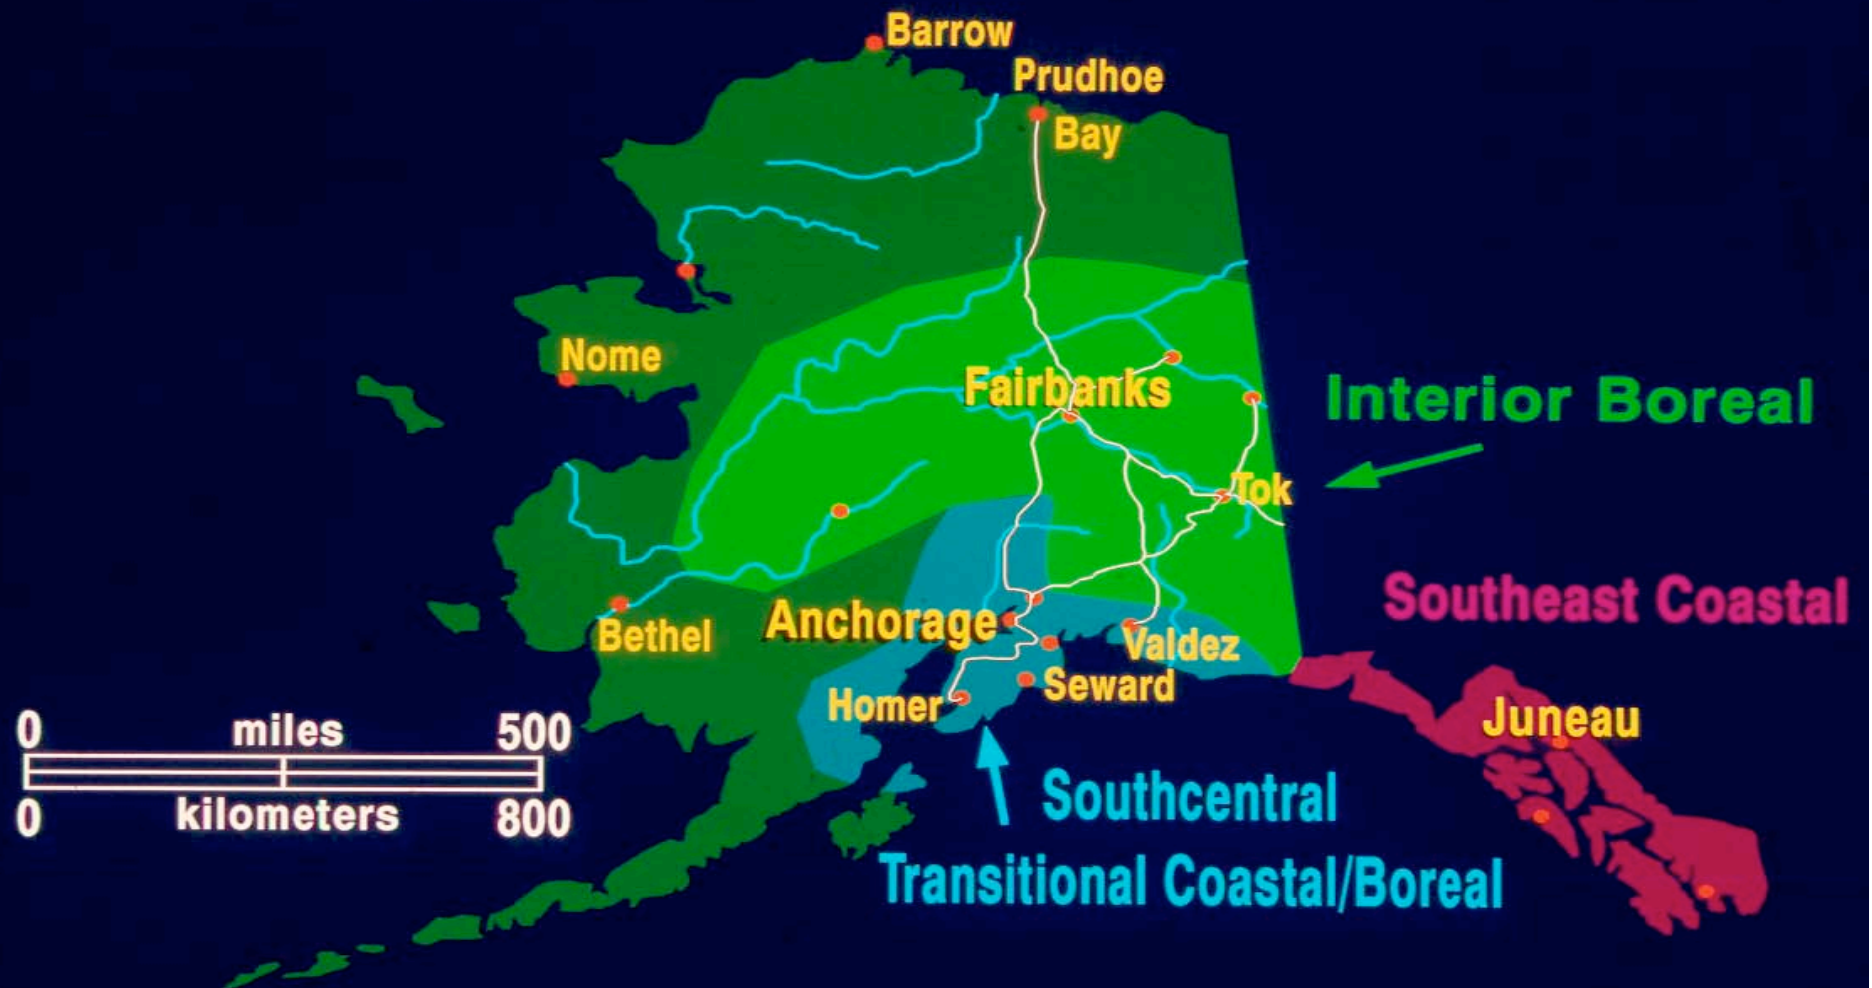 Barrow
Prudhoe
Bay
Nome
Fairbanks
Interior Boreal
Tok
Southeast Coastal
Anchorage
Bethel
Valdez
Seward
Homer
Juneau
0 miles 500
0 kilometers 800
Southcentral
Transitional Coastal/Boreal